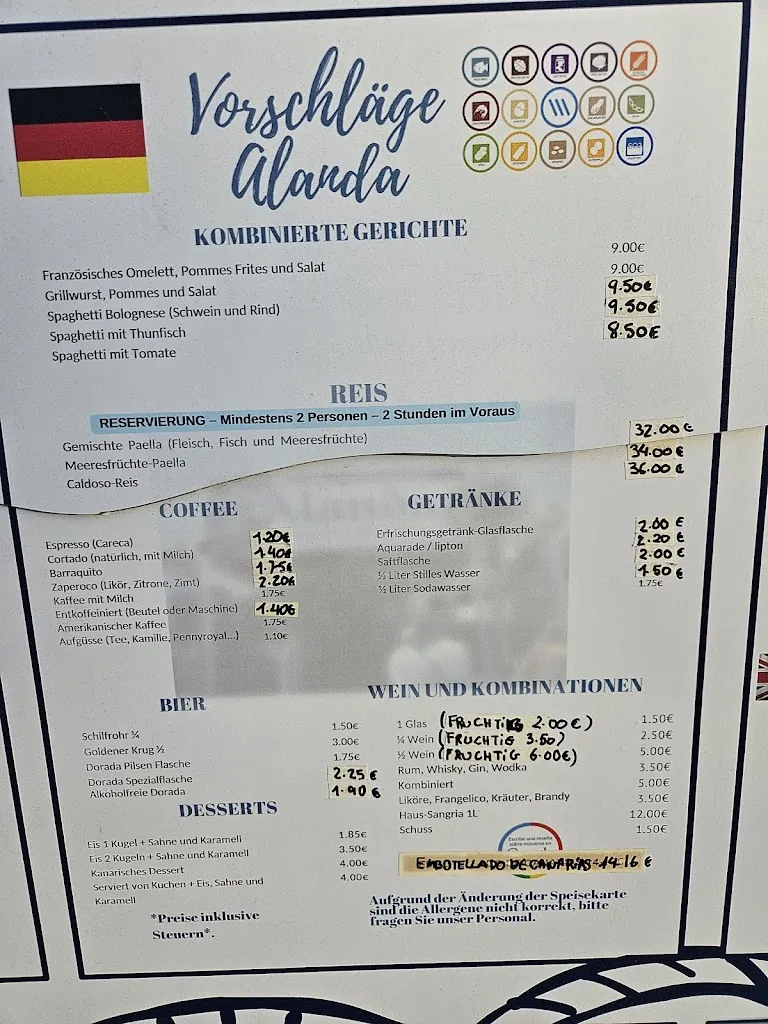 Vorschläge
Alanda
KOMBINIERTE GERICHTE
Französisches Omelett, Pommes Frites und Salat 9.00€
Grillwurst, Pommes und Salat 9.00€
Spaghetti Bolognese (Schwein und Rind) 9.50€
Spaghetti mit Thunfisch 9.50€
Spaghetti mit Tomate 8.50€
REIS
RESERVIERUNG – Mindestens 2 Personen – 2 Stunden im Voraus
Gemischte Paella (Fleisch, Fisch und Meeresfrüchte) 32.00€
Meeresfrüchte-Paella 34.00€
Caldoso-Reis 36.00€
COFFEE
Espresso (Careca) 1.20€
Cortado (natürlich, mit Milch) 1.40€
Barraquito 1.75€
Zaperoco (Likör, Zitrone, Zimt) 2.20€
Kaffee mit Milch 1.75€
Entkoffeiniert (Beutel oder Maschine) 1.40€
Amerikanischer Kaffee 1.75€
Aufgüsse (Tee, Kamille, Pennyroyal...) 1.10€
GETRÄNKE
Erfrischungsgetränk-Glasflasche 2.00 €
Aquarade / lipton 2.20 €
Saftflasche 2.00 €
½ Liter Stilles Wasser 1.50 €
½ Liter Sodawasser 1.75€
BIER
Schilfrohr ¼ 1.50€
Goldener Krug ½ 3.00€
Dorada Pilsen Flasche 1.75€
Dorada Spezialflasche 2.25€
Alkoholfreie Dorada 1.90€
DESSERTS
Eis 1 Kugel + Sahne und Karamell 1.85€
Eis 2 Kugeln + Sahne und Karamell 3.50€
Kanarisches Dessert 4.00€
Serviert von Kuchen + Eis, Sahne und 4.00€
Karamell
*Preise inklusive
Steuern*.
WEIN UND KOMBINATIONEN
1 Glas (FRUCHTIG 2.00€) 1.50€
¼ Wein (FRUCHTIG 3.50) 2.50€
½ Wein (FRUCHTIG 6.00€) 5.00€
Rum, Whisky, Gin, Wodka 3.50€
Kombiniert 5.00€
Liköre, Frangelico, Kräuter, Brandy 3.50€
Haus-Sangria 1L 12.00€
Schuss 1.50€
Escribe una reseña
sobre Nosotros en
EMBOTELLADO DE CANARIAS 14-16 €
Aufgrund der Änderung der Speisekarte
sind die Allergene nicht korrekt, bitte
fragen Sie unser Personal.